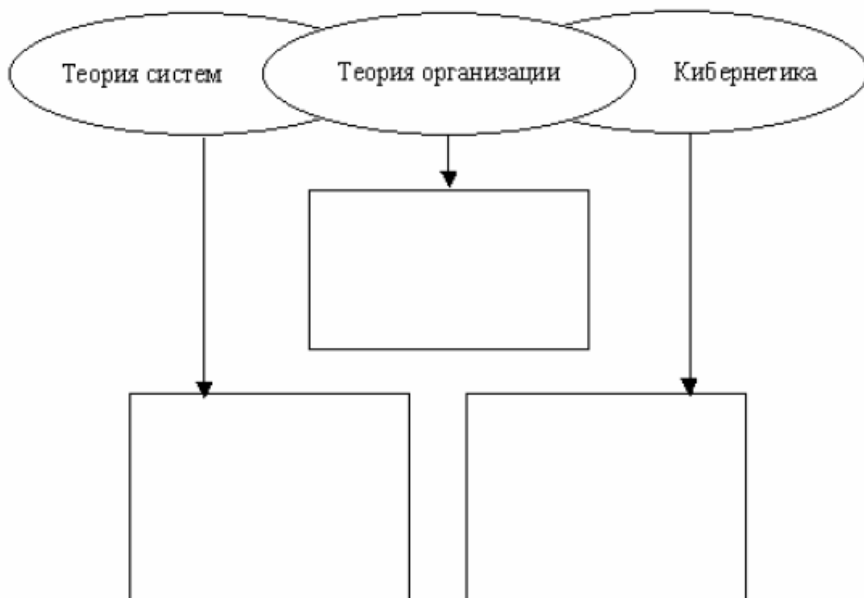 Теория систем
Теория организации
Кибернетика